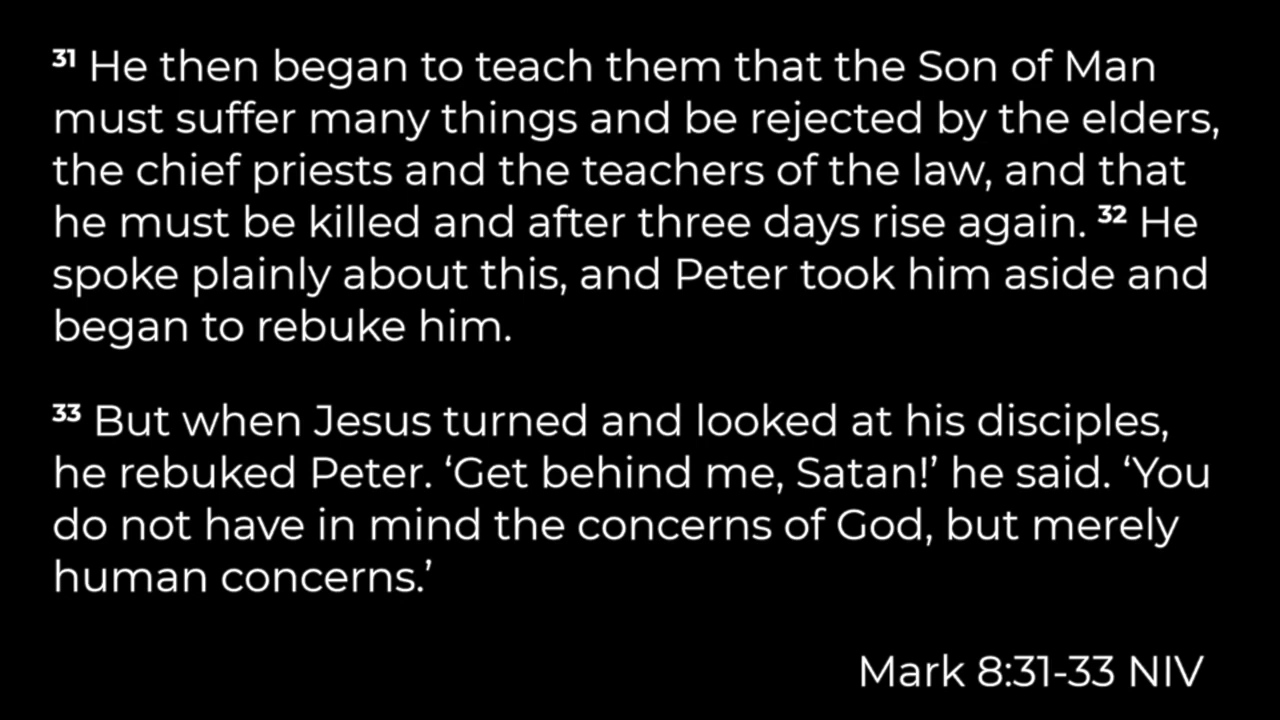 31 He then began to teach them that the Son of Man
must suffer many things and be rejected by the elders,
the chief priests and the teachers of the law, and that
he must be killed and after three days rise again. 32 He
spoke plainly about this, and Peter took him aside and
began to rebuke him.
33 But when Jesus turned and looked at his disciples,
he rebuked Peter. ‘Get behind me, Satan!’ he said. ‘You
do not have in mind the concerns of God, but merely
human concerns.’
Mark 8:31-33 NIV